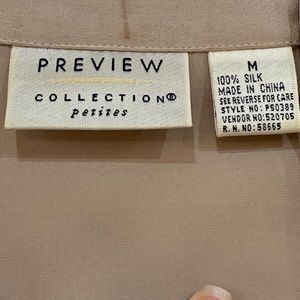 PREVIEW
COLLECTION®
petites
M
100% SILK
MADE IN CHINA
SEE REVERSE FOR CARE
STYLE NO: P50389
VENDOR NO: 520705
R. N. NO: 58665